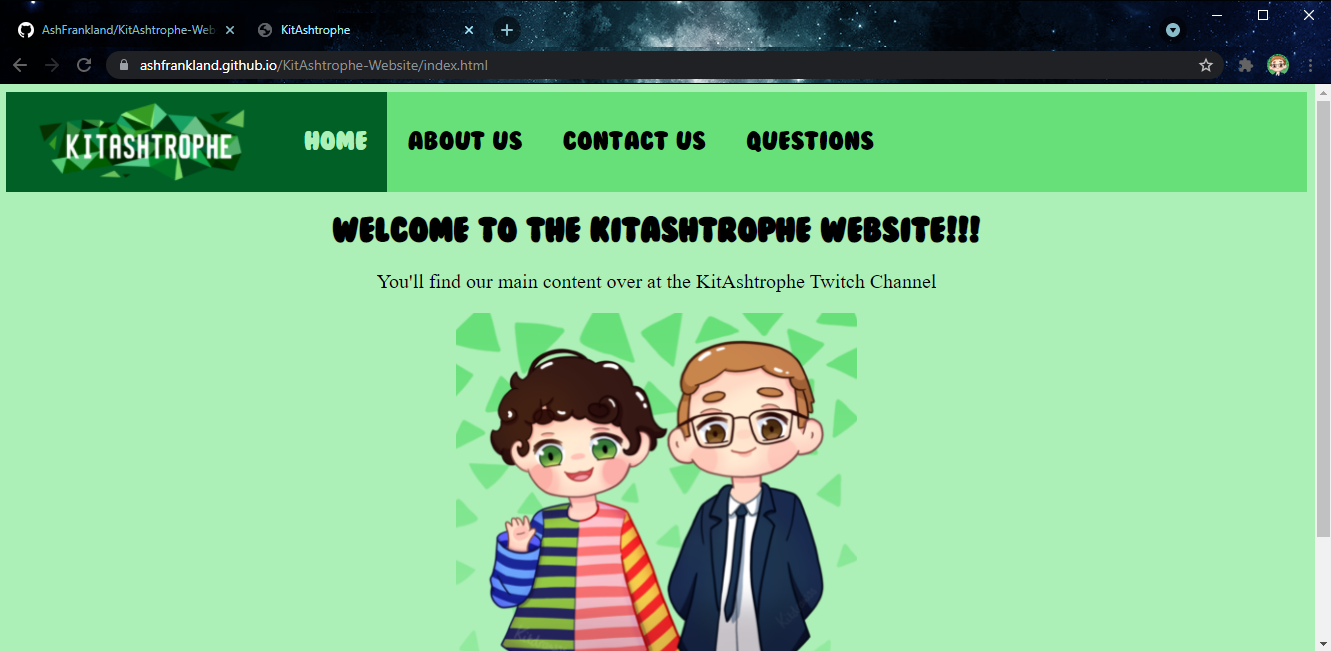 AshFrankland/KitAshtrophe-Web
KitAshtrophe
ashfrankland.github.io/KitAshtrophe-Website/index.html
KITASHTROPHE
HOME
ABOUT US
CONTACT US
QUESTIONS
WELCOME TO THE KITASHTROPHE WEBSITE!!!
You'll find our main content over at the KitAshtrophe Twitch Channel